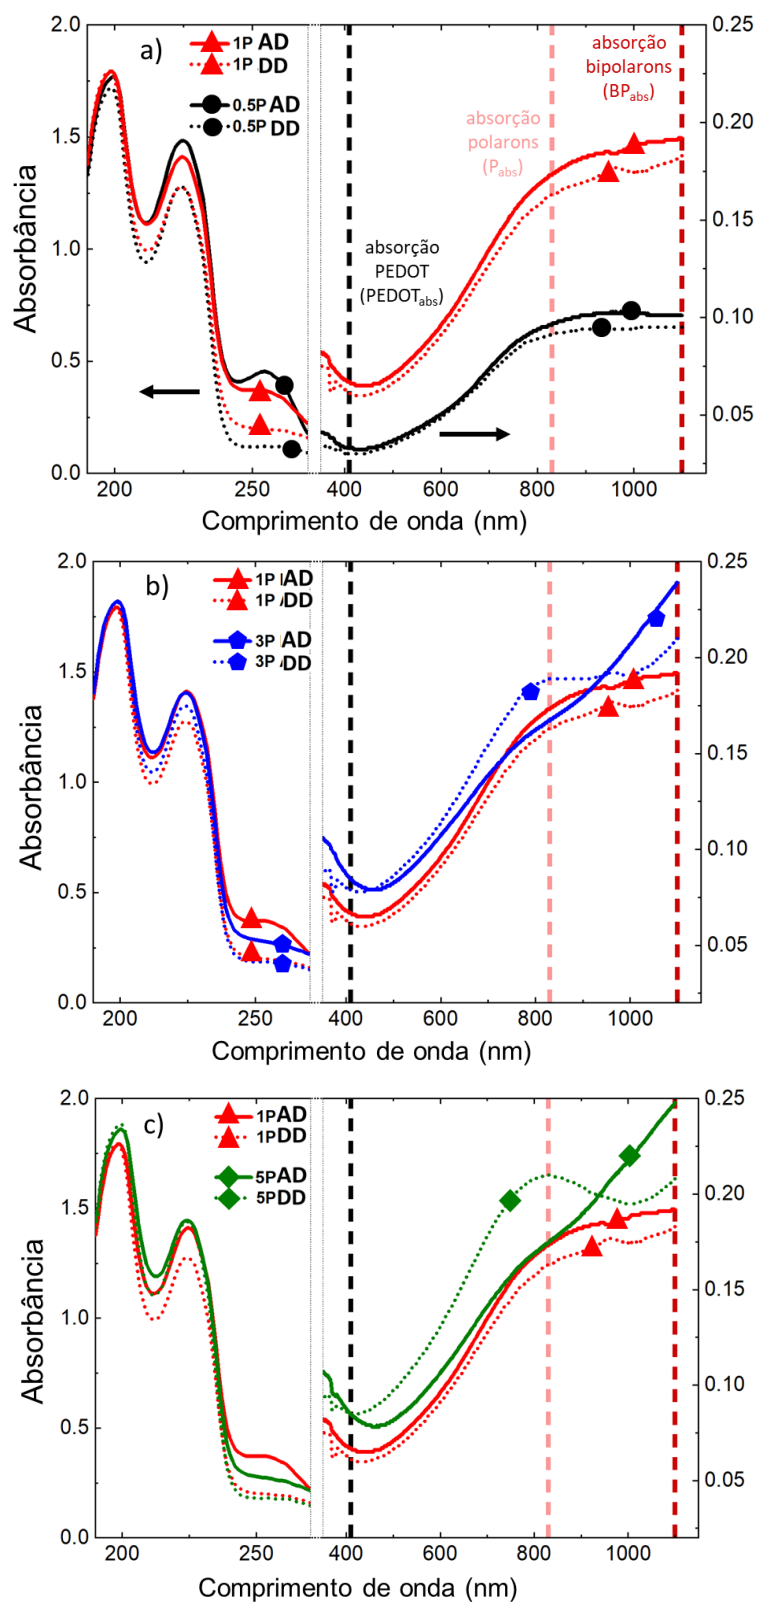 a)
1P AD
1P DD
0.5P AD
0.5P DD
absorção
bipolarons
(BPabs)
absorção
polarons
(Pabs)
absorção
PEDOT
(PEDOTabs)
Absorbância
2.0
1.5
1.0
0.5
0.0
0.25
0.20
0.15
0.10
0.05
200 250 400 600 800 1000
Comprimento de onda (nm)
b)
1P AD
1P DD
3P AD
3P DD
Absorbância
2.0
1.5
1.0
0.5
0.0
0.25
0.20
0.15
0.10
0.05
200 250 400 600 800 1000
Comprimento de onda (nm)
c)
1P AD
1P DD
5P AD
5P DD
Absorbância
2.0
1.5
1.0
0.5
0.0
0.25
0.20
0.15
0.10
0.05
200 250 400 600 800 1000
Comprimento de onda (nm)